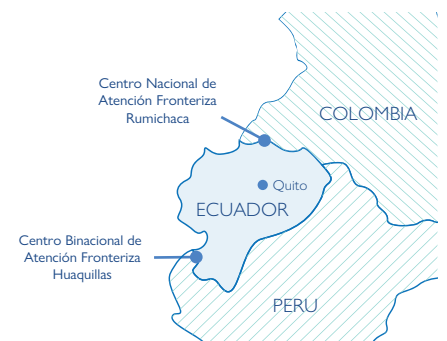 Centro Nacional de
Atención Fronteriza
Rumichaca
COLOMBIA
Quito
ECUADOR
Centro Binacional de
Atención Fronteriza
Huaquillas
PERU